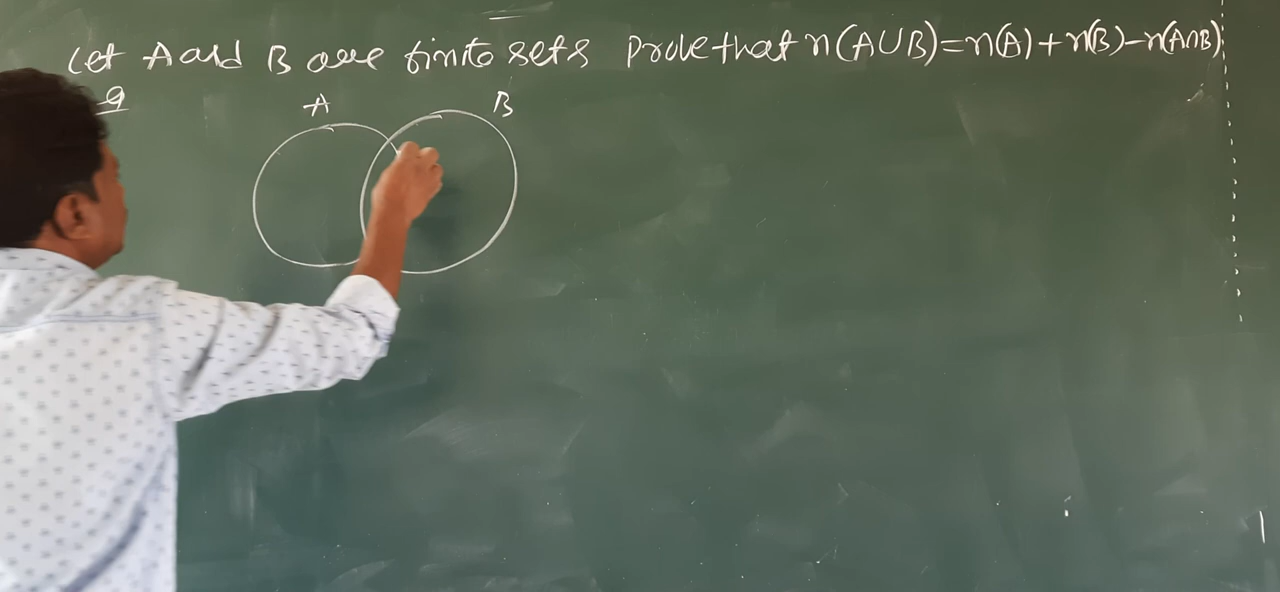 Let A and B are finite sets Prove that n(A∪B)=n(A)+n(B)-n(A∩B)
A B